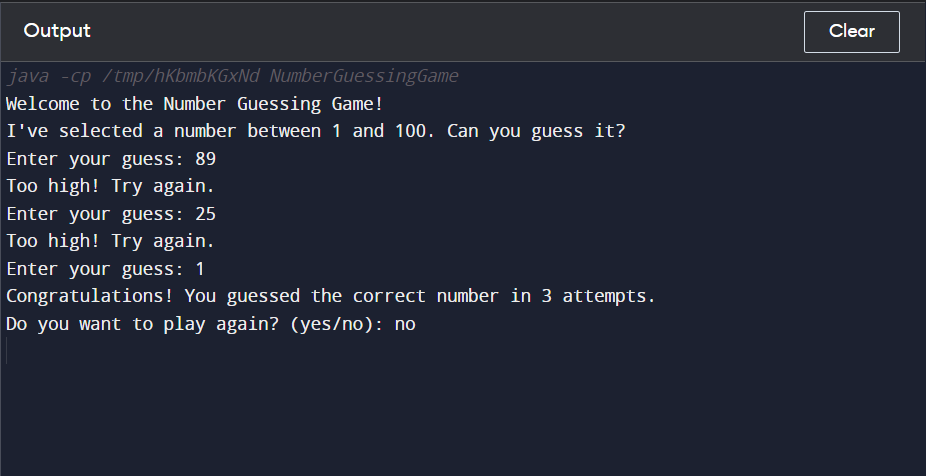 Output
Clear
java -cp /tmp/hKbmbKGxNd NumberGuessingGame
Welcome to the Number Guessing Game!
I've selected a number between 1 and 100. Can you guess it?
Enter your guess: 89
Too high! Try again.
Enter your guess: 25
Too high! Try again.
Enter your guess: 1
Congratulations! You guessed the correct number in 3 attempts.
Do you want to play again? (yes/no): no